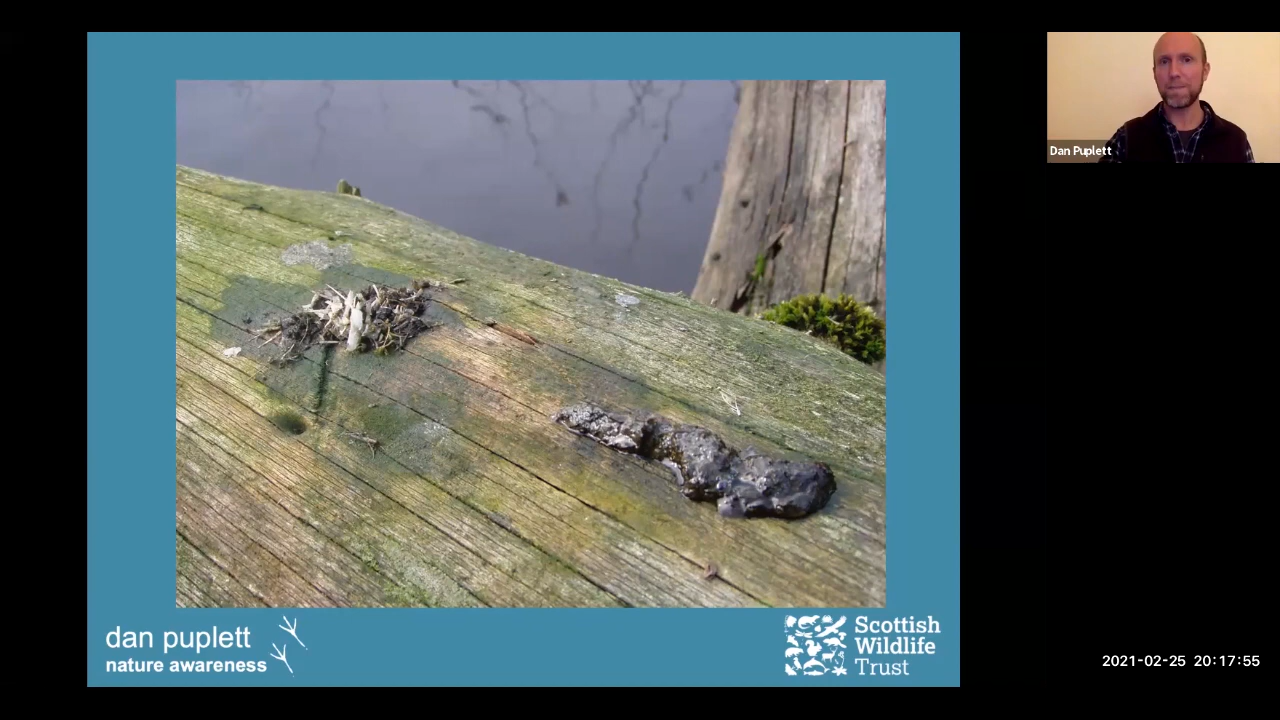 Dan Puplett
dan puplett
nature awareness
Scottish
Wildlife
Trust
2021-02-25 20:17:55